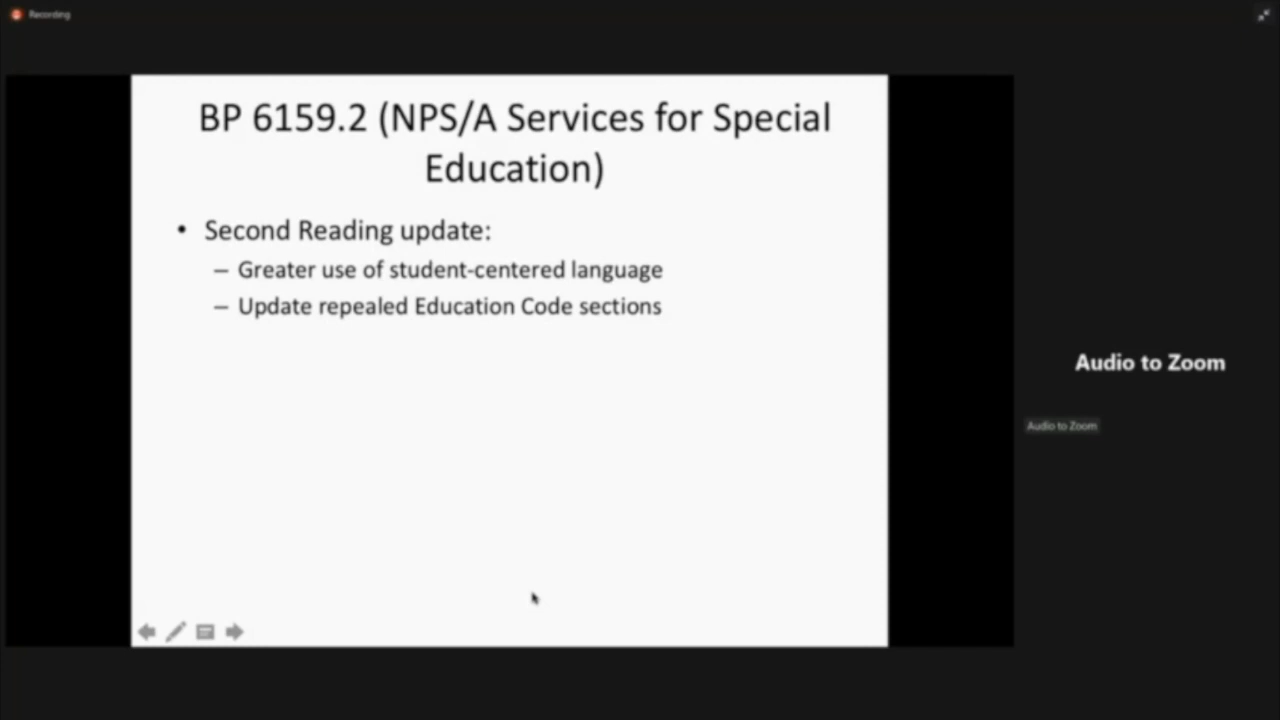 Recording
BP 6159.2 (NPS/A Services for Special
Education)
• Second Reading update:
– Greater use of student-centered language
– Update repealed Education Code sections
Audio to Zoom
Audio to Zoom